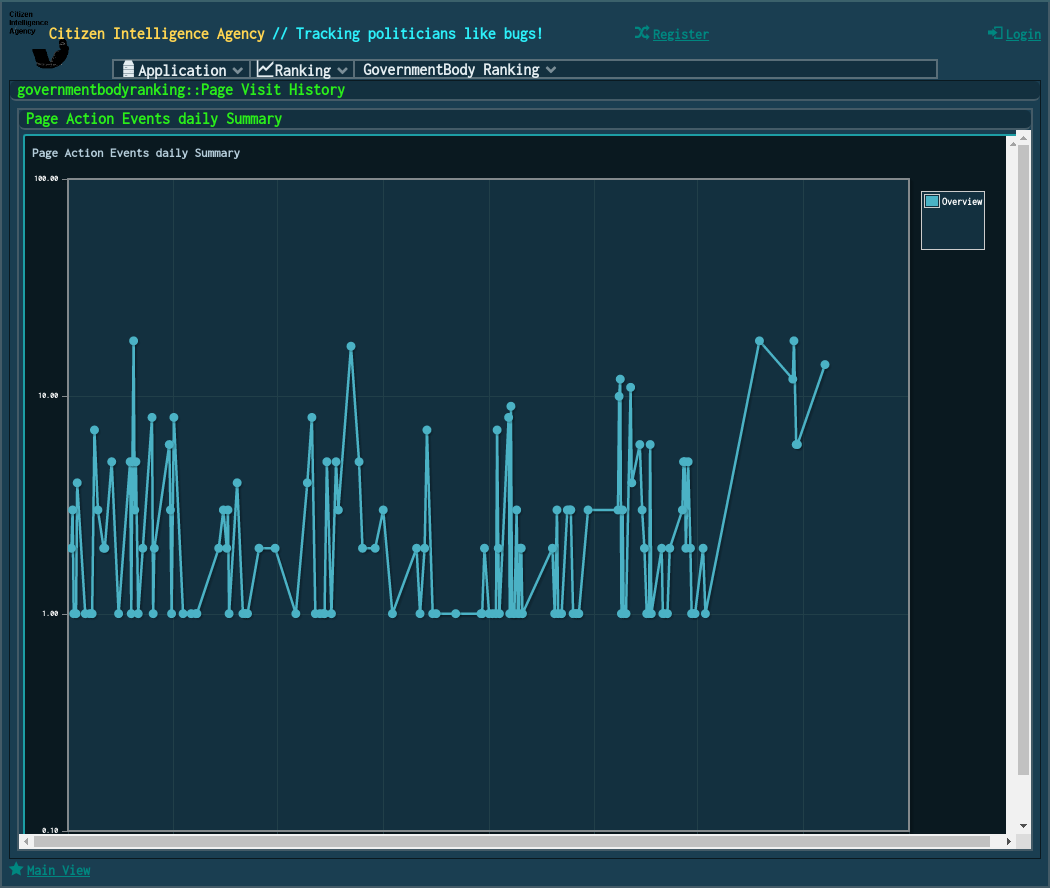 Citizen
Intelligence
Agency
Citizen Intelligence Agency // Tracking politicians like bugs!
Register
Login
Application
Ranking
GovernmentBody Ranking
governmentbodyranking::Page Visit History
Page Action Events daily Summary
Page Action Events daily Summary
100.00
Overview
10.00
1.00
0.10
Main View